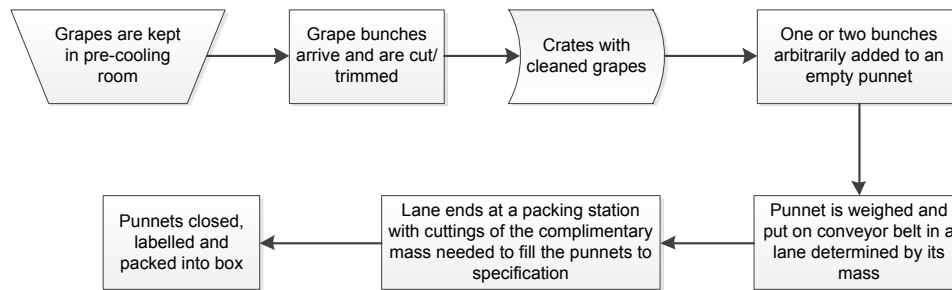 Grapes are kept
in pre-cooling
room
Grape bunches
arrive and are cut/
trimmed
Crates with
cleaned grapes
One or two bunches
arbitrarily added to an
empty punnet
Punnet is weighed and
put on conveyor belt in a
lane determined by its
mass
Lane ends at a packing station
with cuttings of the complimentary
mass needed to fill the punnets to
specification
Punnets closed,
labelled and
packed into box